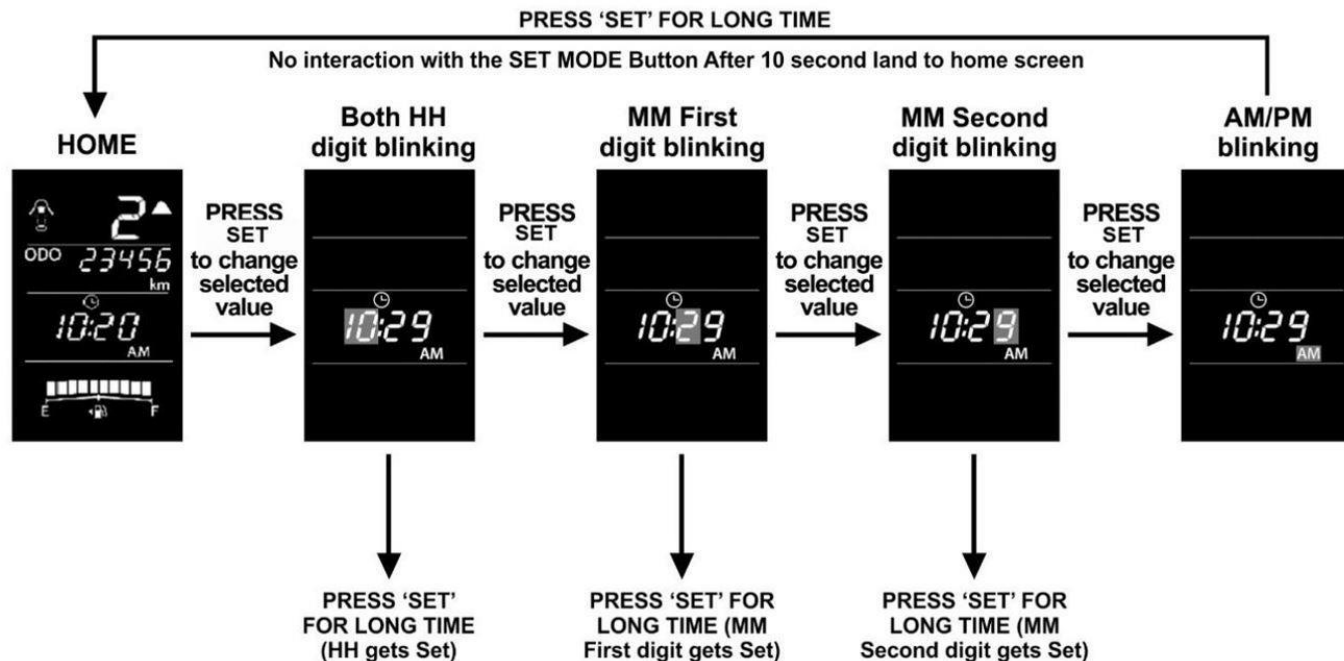 PRESS ‘SET’ FOR LONG TIME
No interaction with the SET MODE Button After 10 second land to home screen
HOME
2
ODO 23456
km
10:20
AM
E F
PRESS
SET
to change
selected
value
Both HH
digit blinking
10:29
AM
PRESS ‘SET’
FOR LONG TIME
(HH gets Set)
PRESS
SET
to change
selected
value
MM First
digit blinking
10:29
AM
PRESS ‘SET’ FOR
LONG TIME (MM
First digit gets Set)
PRESS
SET
to change
selected
value
MM Second
digit blinking
10:29
AM
PRESS ‘SET’ FOR
LONG TIME (MM
Second digit gets Set)
PRESS
SET
to change
selected
value
AM/PM
blinking
10:29
AM